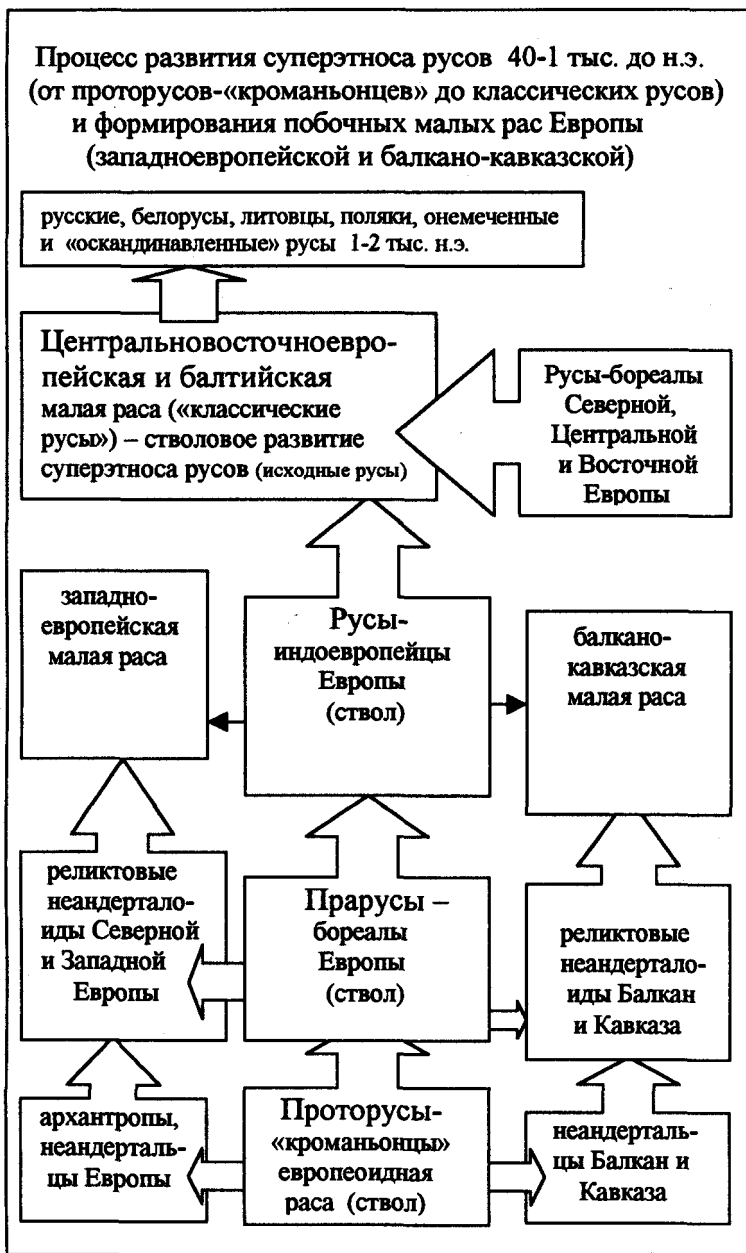 Процесс развития суперэтноса русов 40-1 тыс. до н.э.
(от проторусов-«кроманьонцев» до классических русов)
и формирования побочных малых рас Европы
(западноевропейской и балкано-кавказской)
русские, белорусы, литовцы, поляки, онемеченные
и «оскандинавленные» русы 1-2 тыс. н.э.
Центральновосточноевро-
пейская и балтийская
малая раса («классические
русы») – стволовое развитие
суперэтноса русов (исходные русы)
Русы-бореалы
Северной,
Центральной
и Восточной
Европы
западно-
европейская
малая раса
Русы-
индоевропейцы
Европы
(ствол)
балкано-
кавказская
малая раса
реликтовые
неандертало-
иды Северной
и Западной
Европы
Прарусы –
бореалы
Европы
(ствол)
реликтовые
неандертало-
иды Балкан
и Кавказа
архантропы,
неандерталь-
цы Европы
Проторусы-
«кроманьонцы»
европеоидная
раса (ствол)
неандерталь-
цы Балкан и
Кавказа